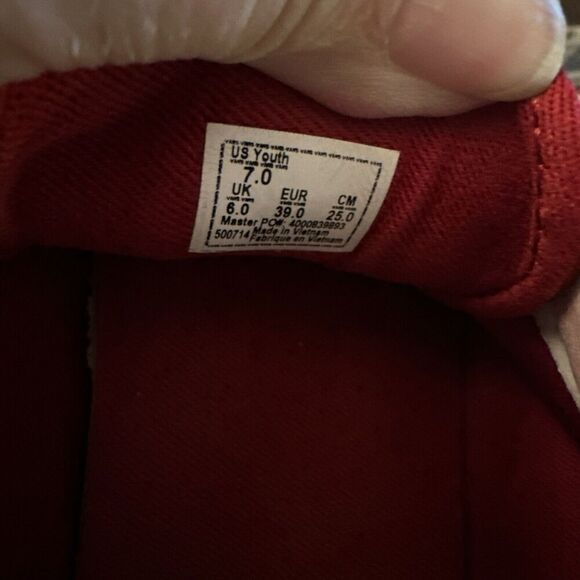 US Youth
7.0
UK EUR CM
6.0 39.0 25.0
Master PO#: 4000839893
500714 Made in Vietnam
Fabrique en Vietnam